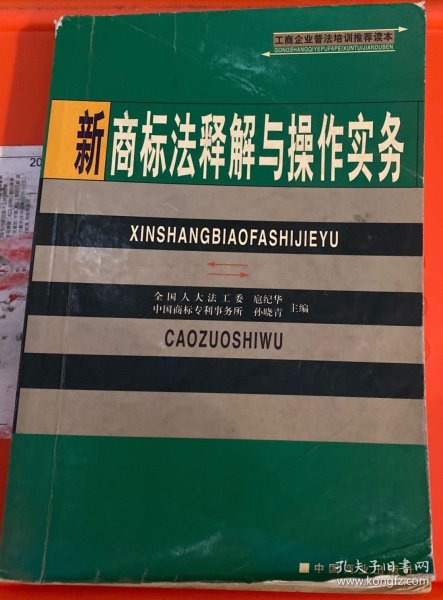 工商企业普法培训推荐读本
GONGSHANGQIYEPUFAPEIXUNTUIJIANDUBEN
新商标法释解与操作实务
XINSHANGBIAOFASHIJIEYU
全国人大法工委 扈纪华
中国商标专利事务所 孙晓青 主编
CAOZUOSHIWU
中国
孔夫子旧书网
www.kongfz.com
20